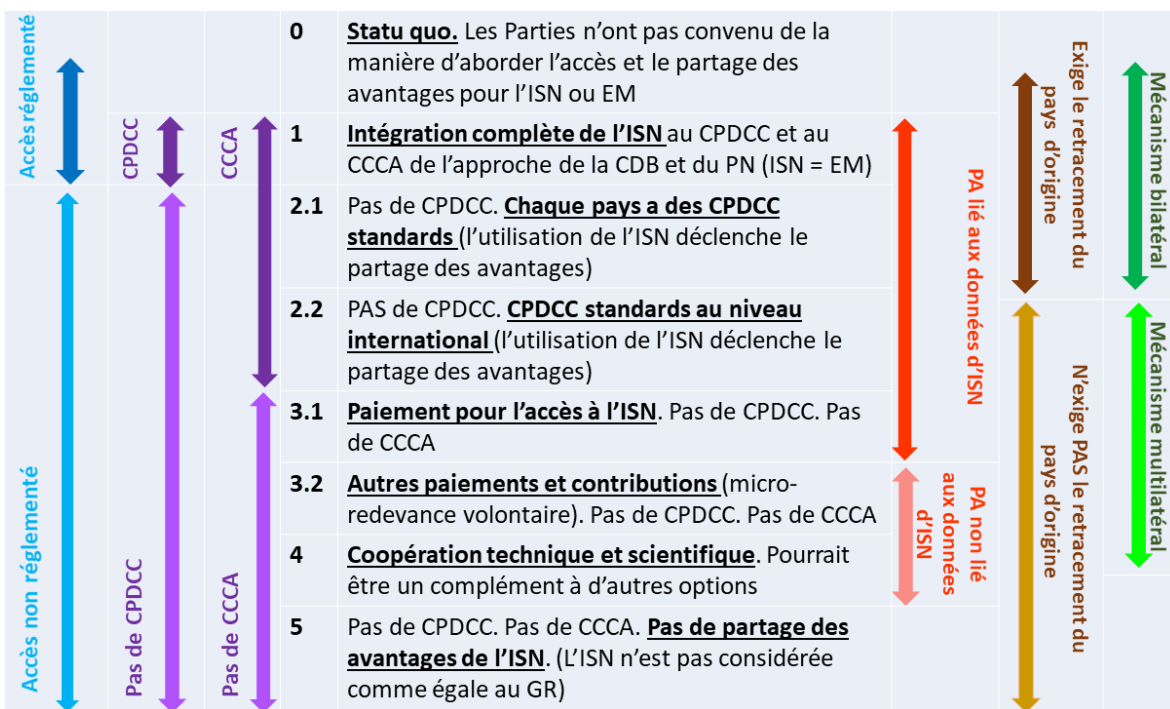 Accès réglementé
Accès non réglementé
CPDCC
Pas de CPDCC
CCCA
Pas de CCCA
0 Statu quo. Les Parties n'ont pas convenu de la
manière d'aborder l'accès et le partage des
avantages pour l'ISN ou EM
1 Intégration complète de l'ISN au CPDCC et au
CCCA de l'approche de la CDB et du PN (ISN = EM)
2.1 Pas de CPDCC. Chaque pays a des CPDCC
standards (l'utilisation de l'ISN déclenche le
partage des avantages)
2.2 PAS de CPDCC. CPDCC standards au niveau
international (l'utilisation de l'ISN déclenche le
partage des avantages)
3.1 Paiement pour l'accès à l'ISN. Pas de CPDCC. Pas
de CCCA
3.2 Autres paiements et contributions (micro-
redevance volontaire). Pas de CPDCC. Pas de CCCA
4 Coopération technique et scientifique. Pourrait
être un complément à d'autres options
5 Pas de CPDCC. Pas de CCCA. Pas de partage des
avantages de l'ISN. (L'ISN n'est pas considérée
comme égale au GR)
PA lié aux données d'ISN
PA non lié
aux données
d'ISN
Exige le retracement du
pays d'origine
N'exige PAS le retracement du
pays d'origine
Mécanisme bilatéral
Mécanisme mutilatéral